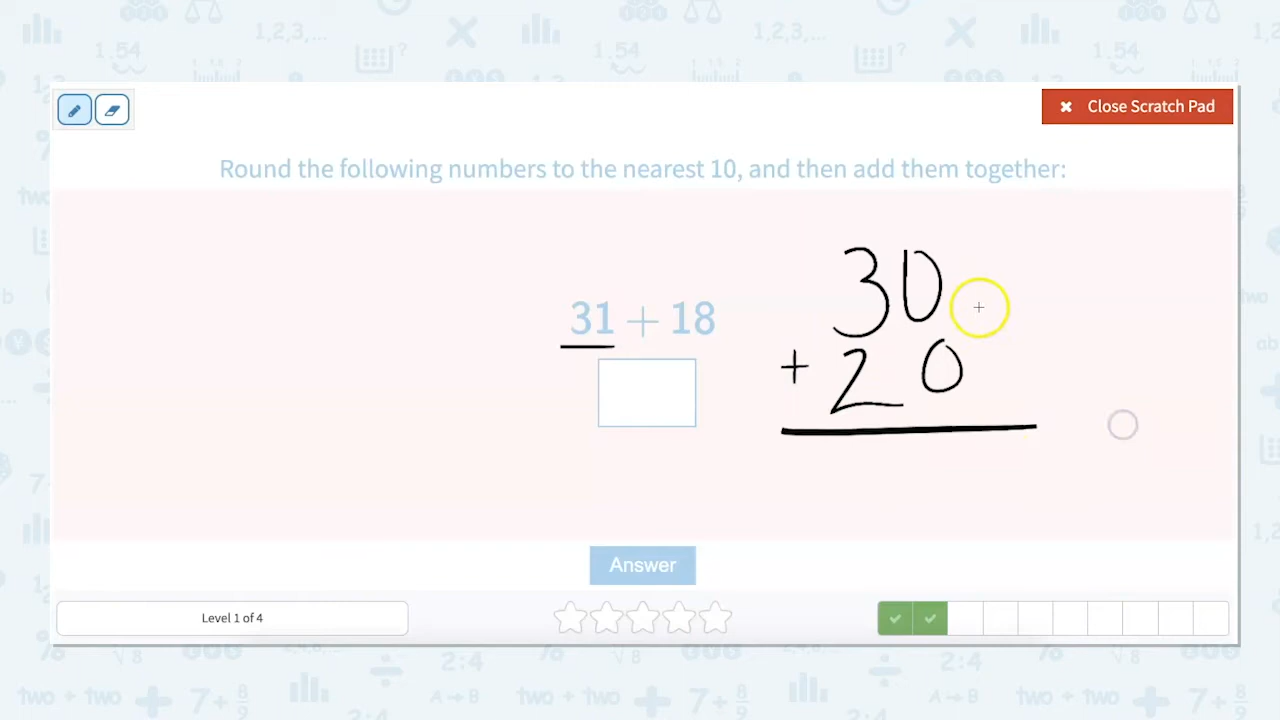 Close Scratch Pad
Round the following numbers to the nearest 10, and then add them together:
31 + 18
30
+ 20
Answer
Level 1 of 4